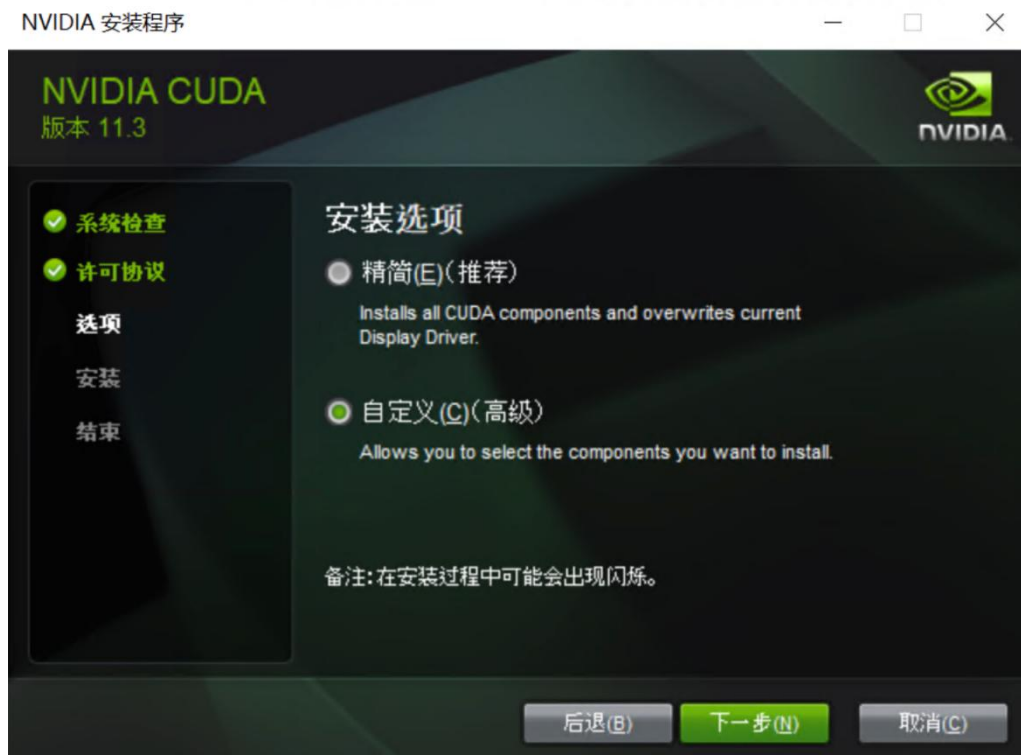 NVIDIA 安装程序
NVIDIA CUDA
版本 11.3
NVIDIA.
系统检查
许可协议
选项
安装
结束
安装选项
精简(E)(推荐)
Installs all CUDA components and overwrites current
Display Driver.
自定义(C)(高级)
Allows you to select the components you want to install.
备注:在安装过程中可能会出现闪烁。
后退(B)
下一步(N)
取消(C)